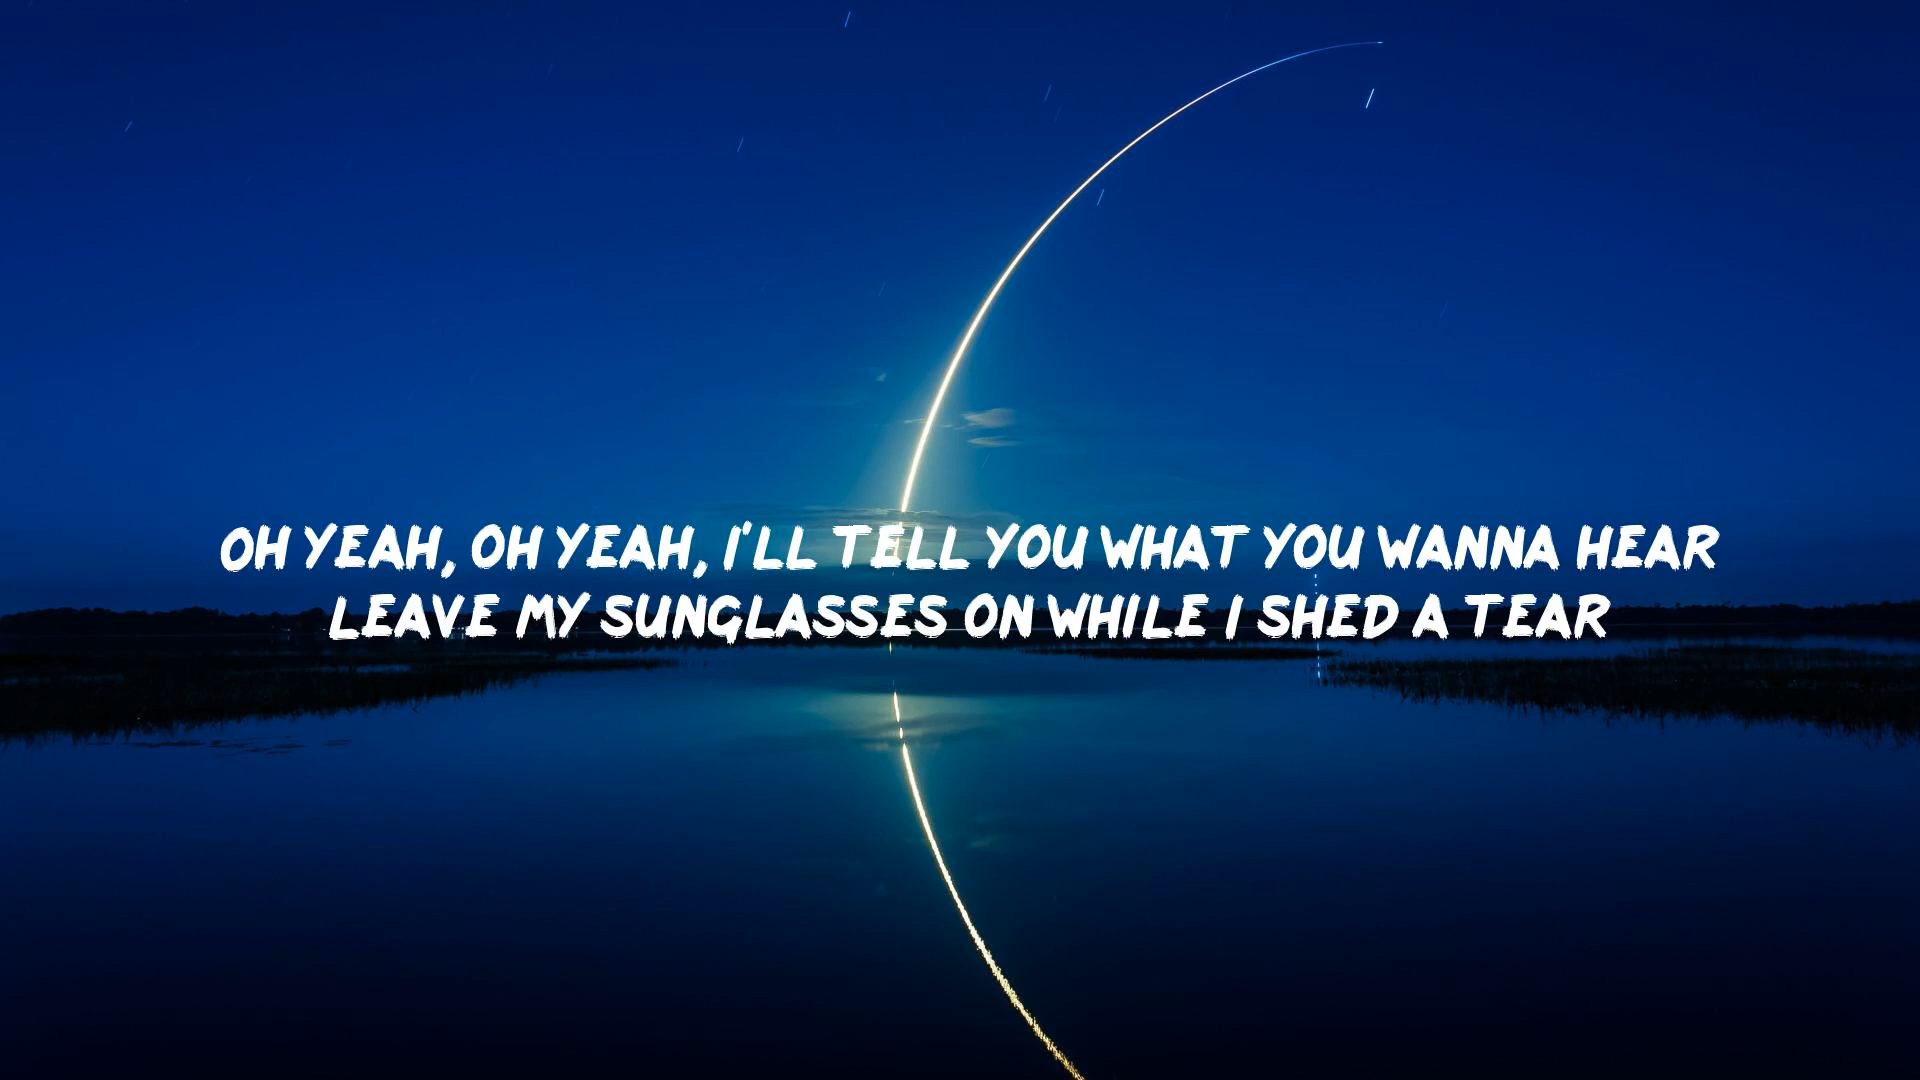 OH YEAH, OH YEAH, I'LL TELL YOU WHAT YOU WANNA HEAR
LEAVE MY SUNGLASSES ON WHILE I SHED A TEAR